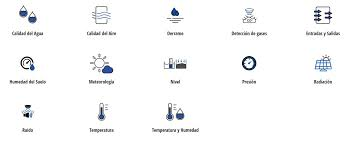 Calidad del Agua
Calidad del Aire
Derrame
Detección de gases
Entradas y Salidas
Humedad del Suelo
Meteorología
Nivel
Presión
Radiación
Ruido
Temperatura
Temperatura y Humedad